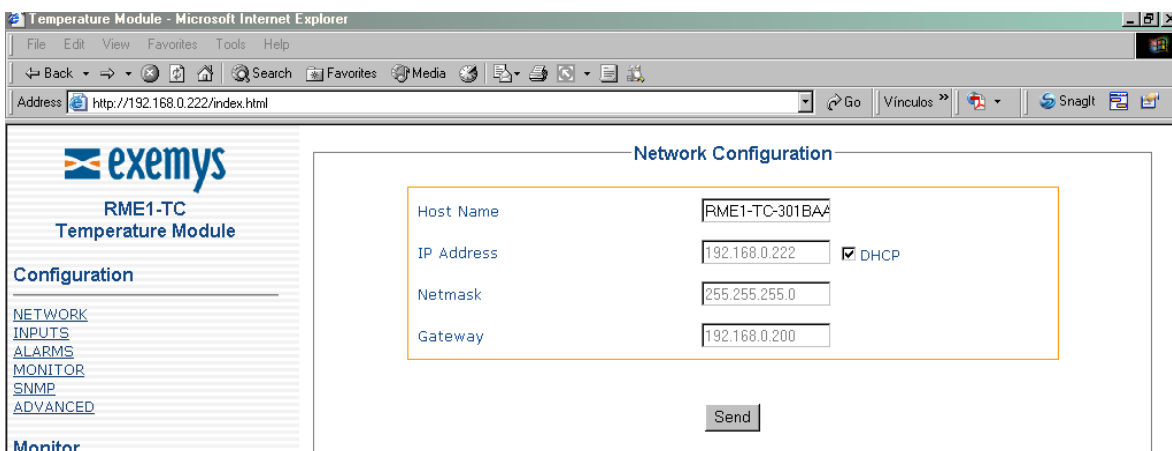 Temperature Module - Microsoft Internet Explorer
File Edit View Favorites Tools Help
Back Search Favorites Media
Address http://192.168.0.222/index.html Go Vínculos » SnagIt
exemys
RME1-TC
Temperature Module
Configuration
NETWORK
INPUTS
ALARMS
MONITOR
SNMP
ADVANCED
Monitor
Network Configuration
Host Name RME1-TC-301BAA
IP Address 192.168.0.222 DHCP
Netmask 255.255.255.0
Gateway 192.168.0.200
Send